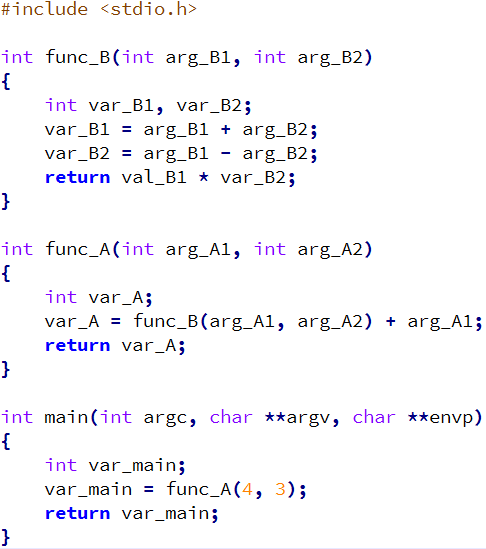 #include <stdio.h>

int func_B(int arg_B1, int arg_B2)
{
    int var_B1, var_B2;
    var_B1 = arg_B1 + arg_B2;
    var_B2 = arg_B1 - arg_B2;
    return val_B1 * var_B2;
}

int func_A(int arg_A1, int arg_A2)
{
    int var_A;
    var_A = func_B(arg_A1, arg_A2) + arg_A1;
    return var_A;
}

int main(int argc, char **argv, char **envp)
{
    int var_main;
    var_main = func_A(4, 3);
    return var_main;
}